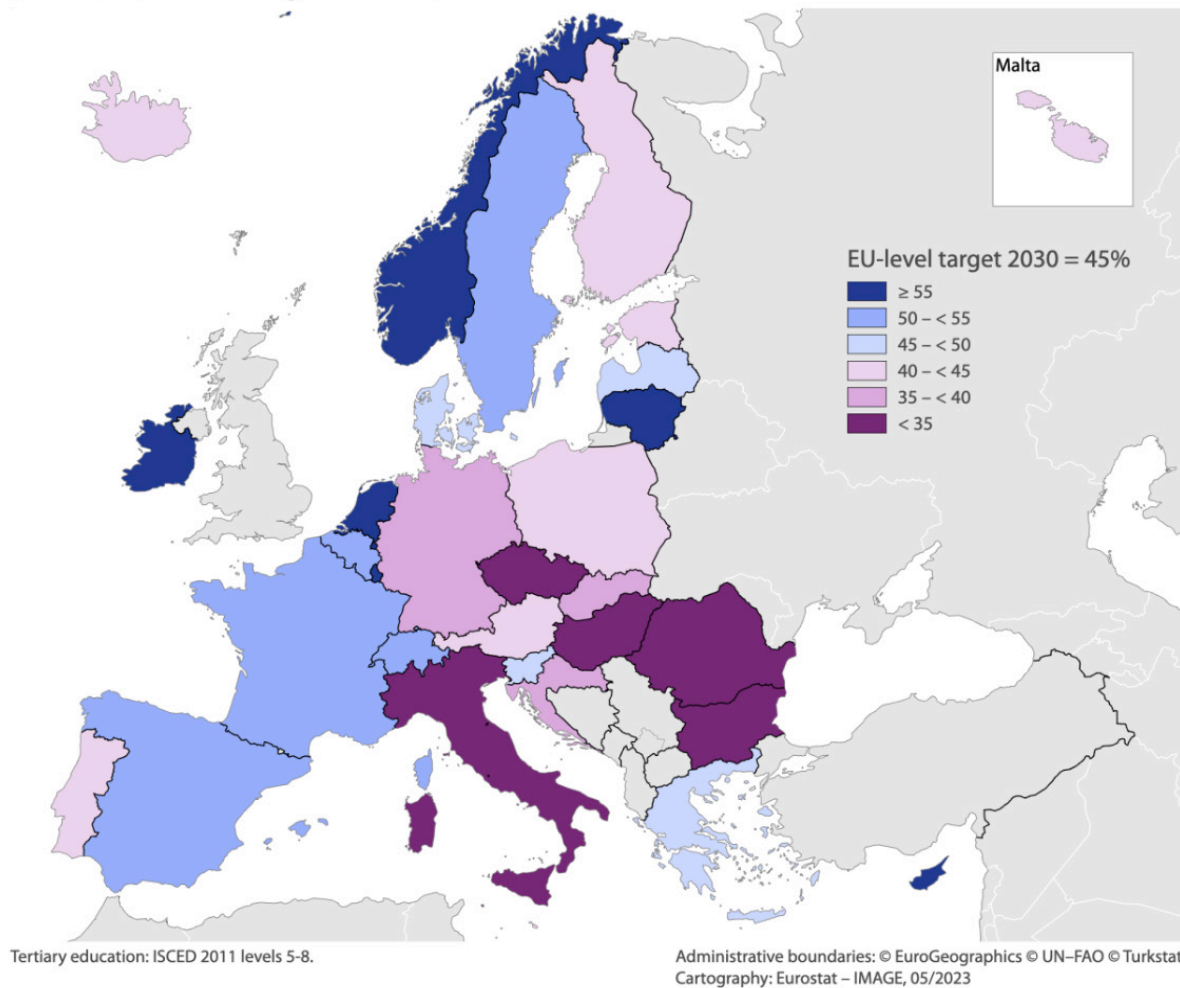 Malta
EU-level target 2030 = 45%
≥ 55
50 – < 55
45 – < 50
40 – < 45
35 – < 40
< 35
Tertiary education: ISCED 2011 levels 5-8.
Administrative boundaries: © EuroGeographics © UN–FAO © Turkstat
Cartography: Eurostat – IMAGE, 05/2023